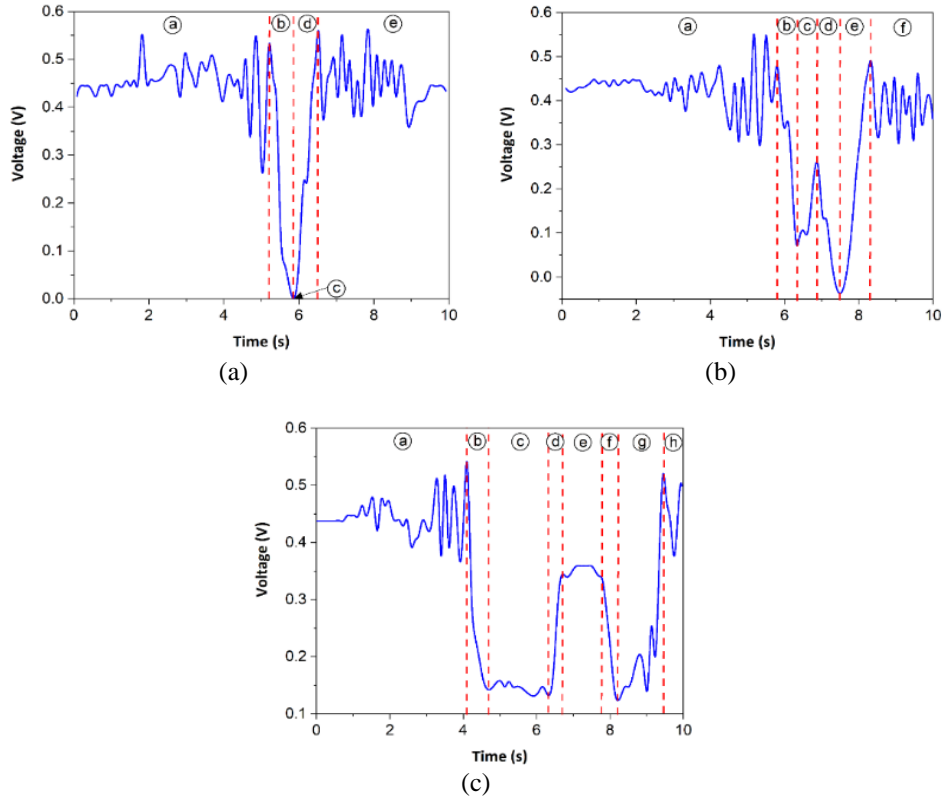 ⓐ ⓑ ⓓ ⓔ
0.6
0.5
0.4
0.3
0.2
0.1
0.0
Voltage (V)
ⓒ
0 2 4 6 8 10
Time (s)
(a)
ⓐ ⓑ ⓒ ⓓ ⓔ ⓕ
0.6
0.5
0.4
0.3
0.2
0.1
0.0
Voltage (V)
0 2 4 6 8 10
Time (s)
(b)
ⓐ ⓑ ⓒ ⓓ ⓔ ⓕ ⓖ ⓗ
0.6
0.5
0.4
0.3
0.2
0.1
Voltage (V)
0 2 4 6 8 10
Time (s)
(c)